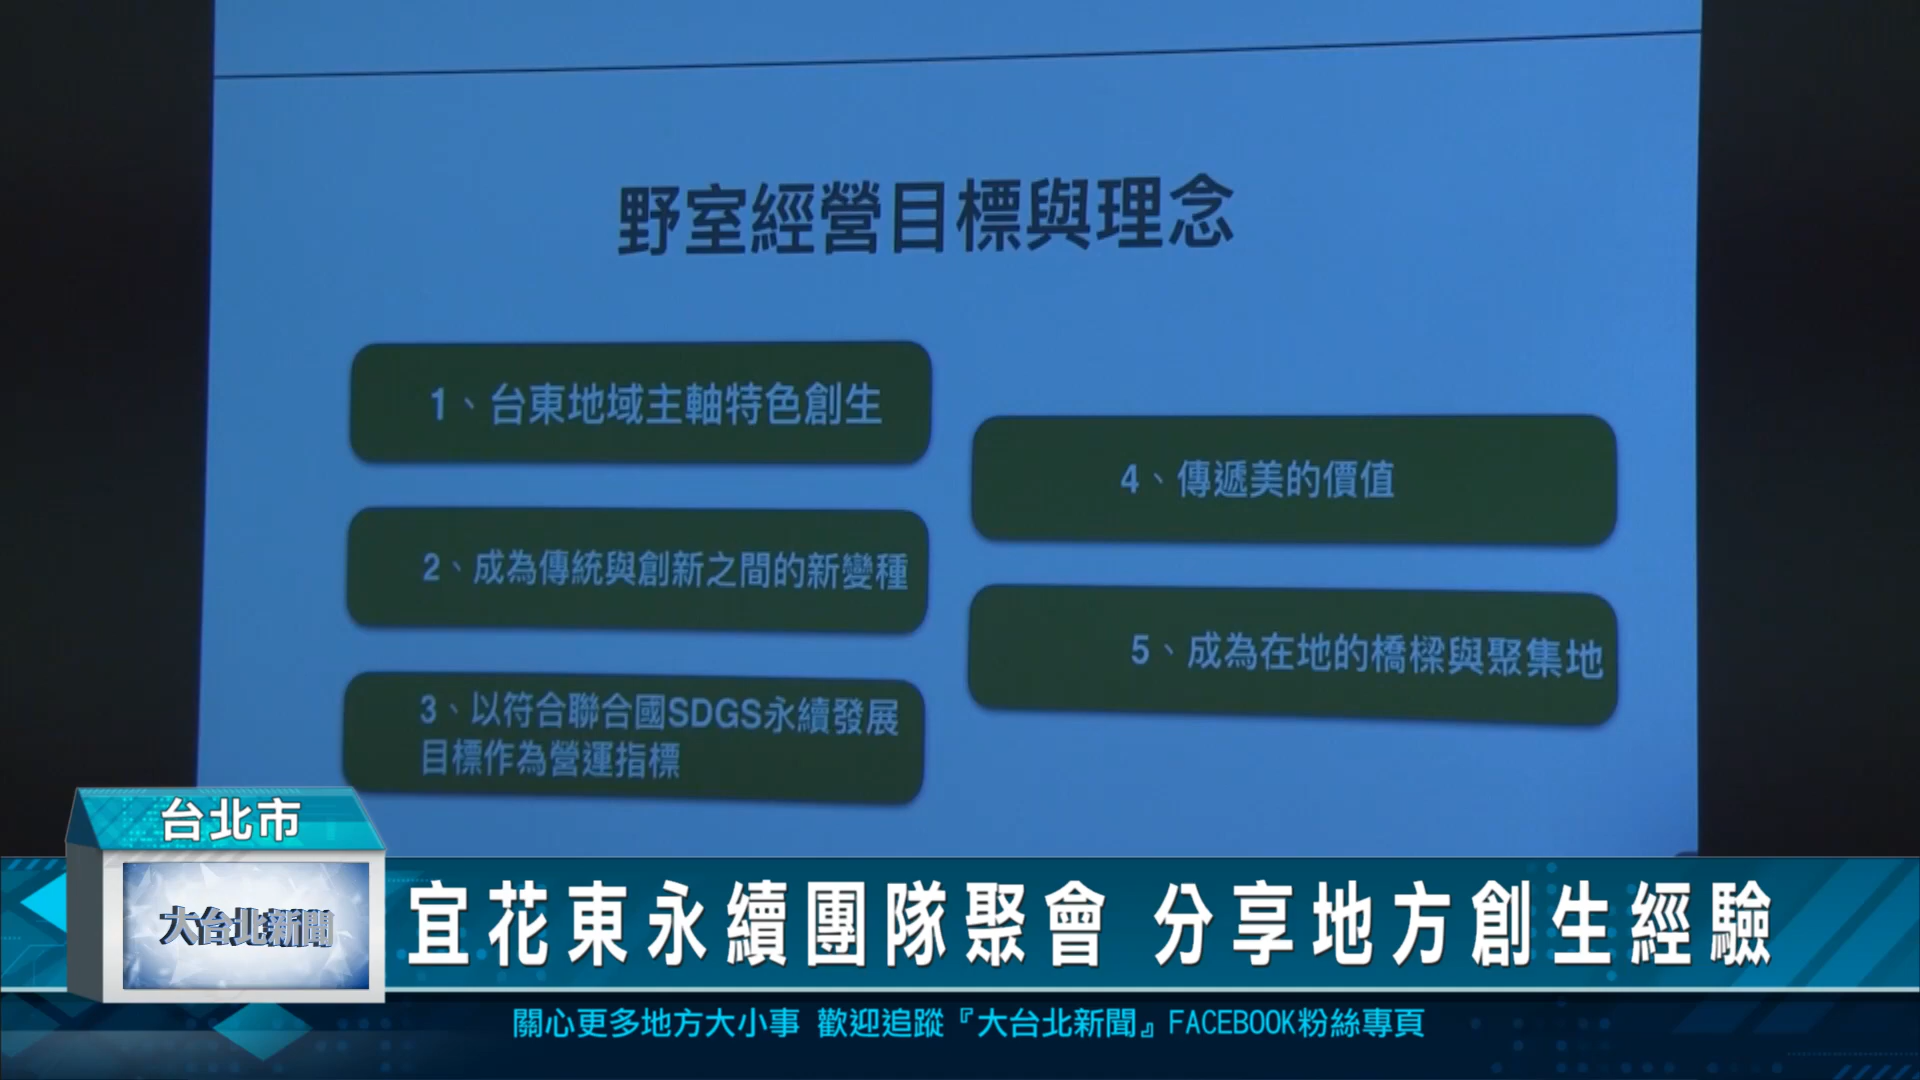 野室經營目標與理念
1、台東地域主軸特色創生
2、成為傳統與創新之間的新變種
3、以符合聯合國SDGS永續發展
目標作為營運指標
4、傳遞美的價值
5、成為在地的橋樑與聚集地
台北市
大台北新聞
宜花東永續團隊聚會 分享地方創生經驗
關心更多地方大小事 歡迎追蹤『大台北新聞』FACEBOOK粉絲專頁